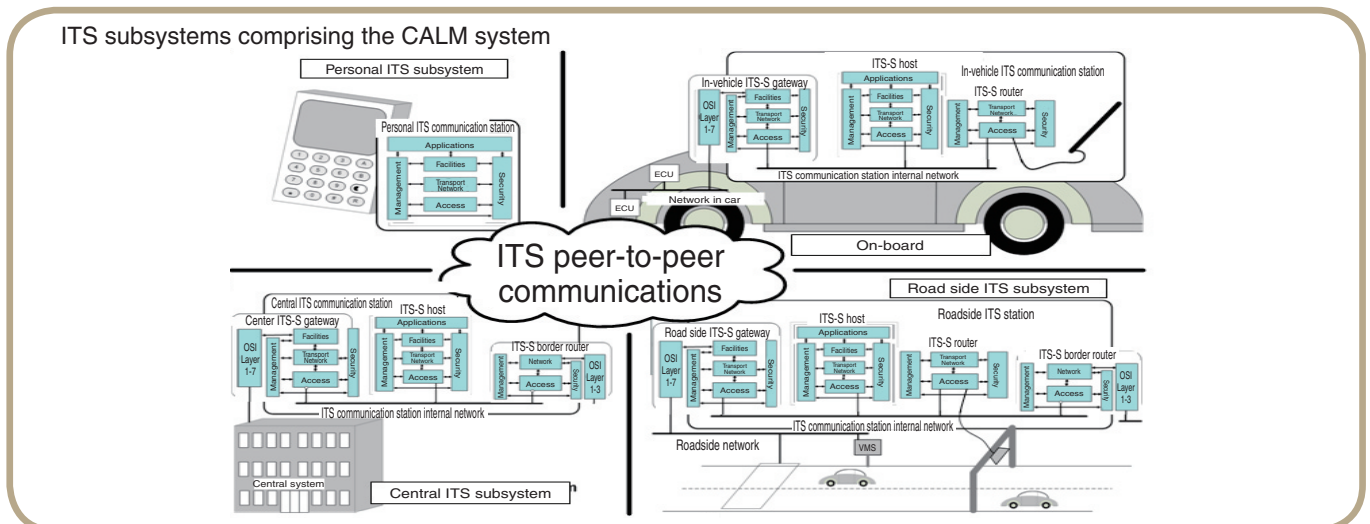 ITS subsystems comprising the CALM system
Personal ITS subsystem
Personal ITS communication station
Applications
Management
Facilities
Transport
Network
Access
Security
In-vehicle ITS communication station
In-vehicle ITS-S gateway
OSI
Layer
1-7
Management
Facilities
Transport
Network
Access
Security
ITS-S host
Applications
Management
Facilities
Transport
Network
Access
Security
ITS-S router
Management
Transport
Network
Access
Security
ITS communication station internal network
ECU
ECU
Network in car
On-board
ITS peer-to-peer
communications
Central ITS communication station
Center ITS-S gateway
OSI
Layer
1-7
Management
Facilities
Transport
Network
Access
Security
ITS-S host
Applications
Management
Facilities
Transport
Network
Access
Security
ITS-S border router
Management
Network
Access
Security
OSI
Layer
1-3
ITS communication station internal network
Central system
Central ITS subsystem
Road side ITS subsystem
Roadside ITS station
Road side ITS-S gateway
OSI
Layer
1-7
Management
Facilities
Transport
Network
Access
Security
ITS-S host
Applications
Management
Facilities
Transport
Network
Access
Security
ITS-S router
Management
Transport
Network
Access
Security
ITS-S border router
Management
Network
Access
Security
OSI
Layer
1-3
ITS communication station internal network
Roadside network
VMS